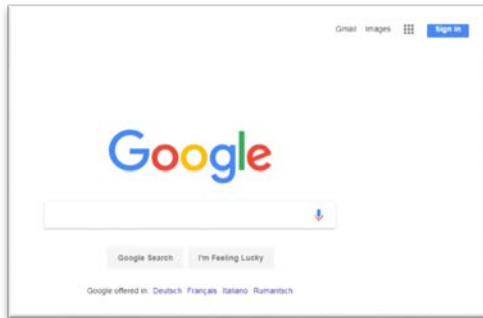 Gmail Images Sign in
Google
Google Search I'm Feeling Lucky
Google offered in: Deutsch Français Italiano Rumantsch